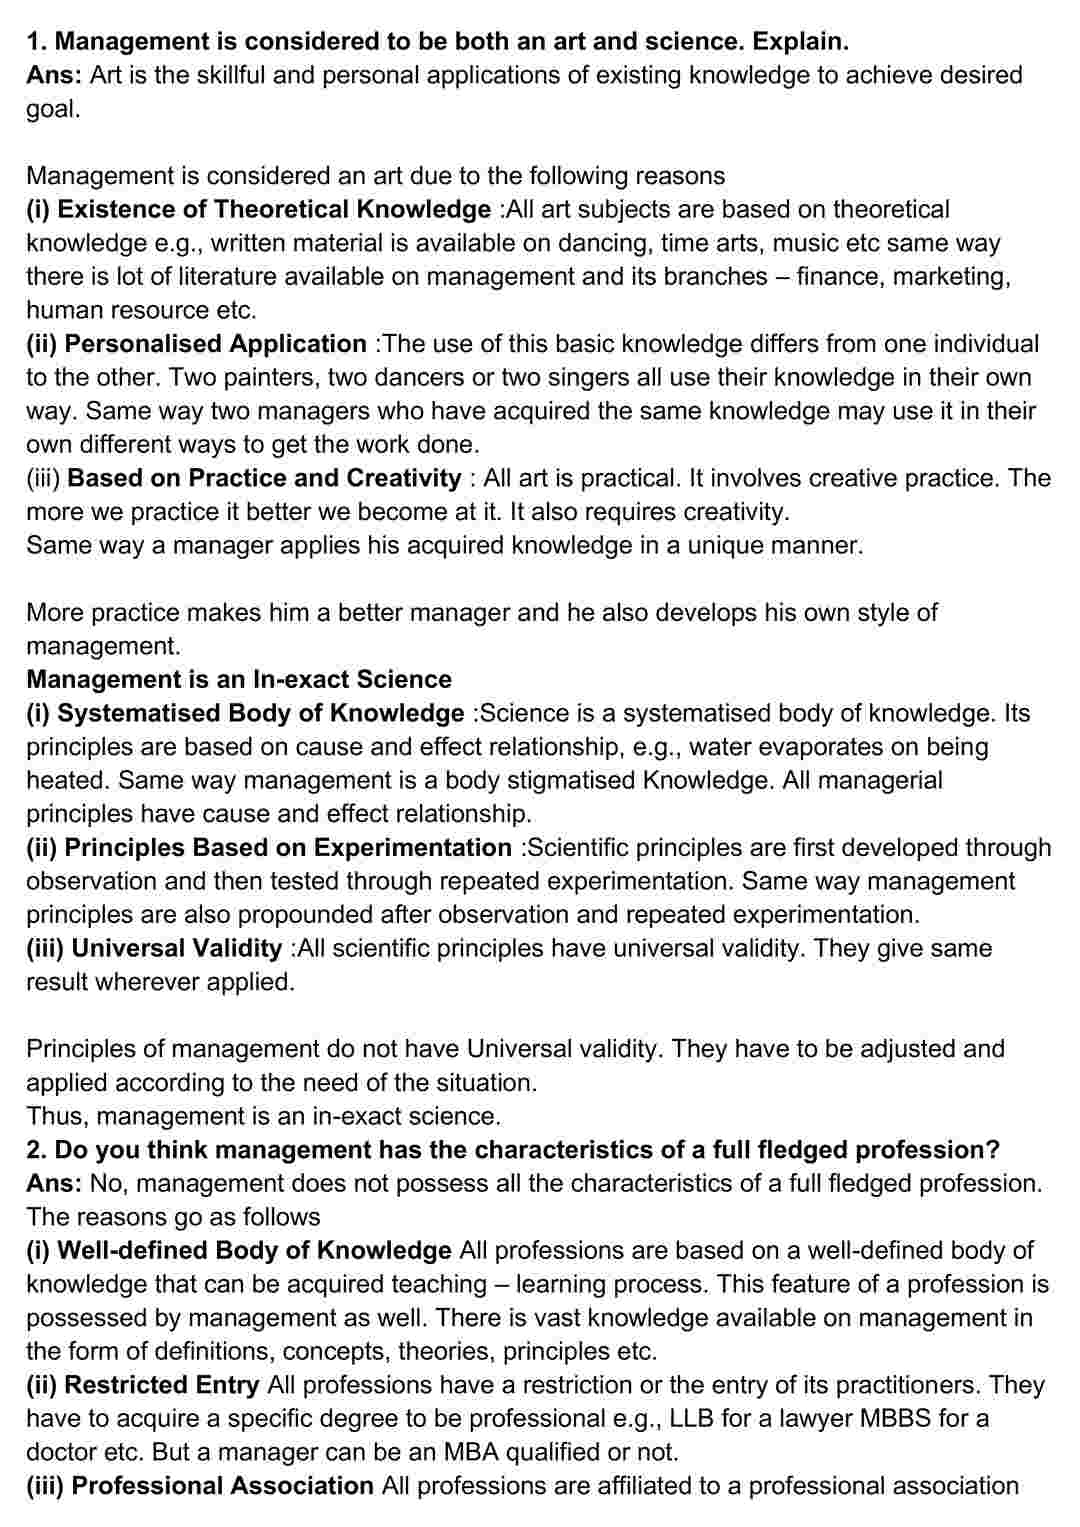 1. Management is considered to be both an art and science. Explain.
Ans: Art is the skillful and personal applications of existing knowledge to achieve desired
goal.
Management is considered an art due to the following reasons
(i) Existence of Theoretical Knowledge :All art subjects are based on theoretical
knowledge e.g., written material is available on dancing, time arts, music etc same way
there is lot of literature available on management and its branches – finance, marketing,
human resource etc.
(ii) Personalised Application :The use of this basic knowledge differs from one individual
to the other. Two painters, two dancers or two singers all use their knowledge in their own
way. Same way two managers who have acquired the same knowledge may use it in their
own different ways to get the work done.
(iii) Based on Practice and Creativity : All art is practical. It involves creative practice. The
more we practice it better we become at it. It also requires creativity.
Same way a manager applies his acquired knowledge in a unique manner.
More practice makes him a better manager and he also develops his own style of
management.
Management is an In-exact Science
(i) Systematised Body of Knowledge :Science is a systematised body of knowledge. Its
principles are based on cause and effect relationship, e.g., water evaporates on being
heated. Same way management is a body stigmatised Knowledge. All managerial
principles have cause and effect relationship.
(ii) Principles Based on Experimentation :Scientific principles are first developed through
observation and then tested through repeated experimentation. Same way management
principles are also propounded after observation and repeated experimentation.
(iii) Universal Validity :All scientific principles have universal validity. They give same
result wherever applied.
Principles of management do not have Universal validity. They have to be adjusted and
applied according to the need of the situation.
Thus, management is an in-exact science.
2. Do you think management has the characteristics of a full fledged profession?
Ans: No, management does not possess all the characteristics of a full fledged profession.
The reasons go as follows
(i) Well-defined Body of Knowledge All professions are based on a well-defined body of
knowledge that can be acquired teaching – learning process. This feature of a profession is
possessed by management as well. There is vast knowledge available on management in
the form of definitions, concepts, theories, principles etc.
(ii) Restricted Entry All professions have a restriction or the entry of its practitioners. They
have to acquire a specific degree to be professional e.g., LLB for a lawyer MBBS for a
doctor etc. But a manager can be an MBA qualified or not.
(iii) Professional Association All professions are affiliated to a professional association